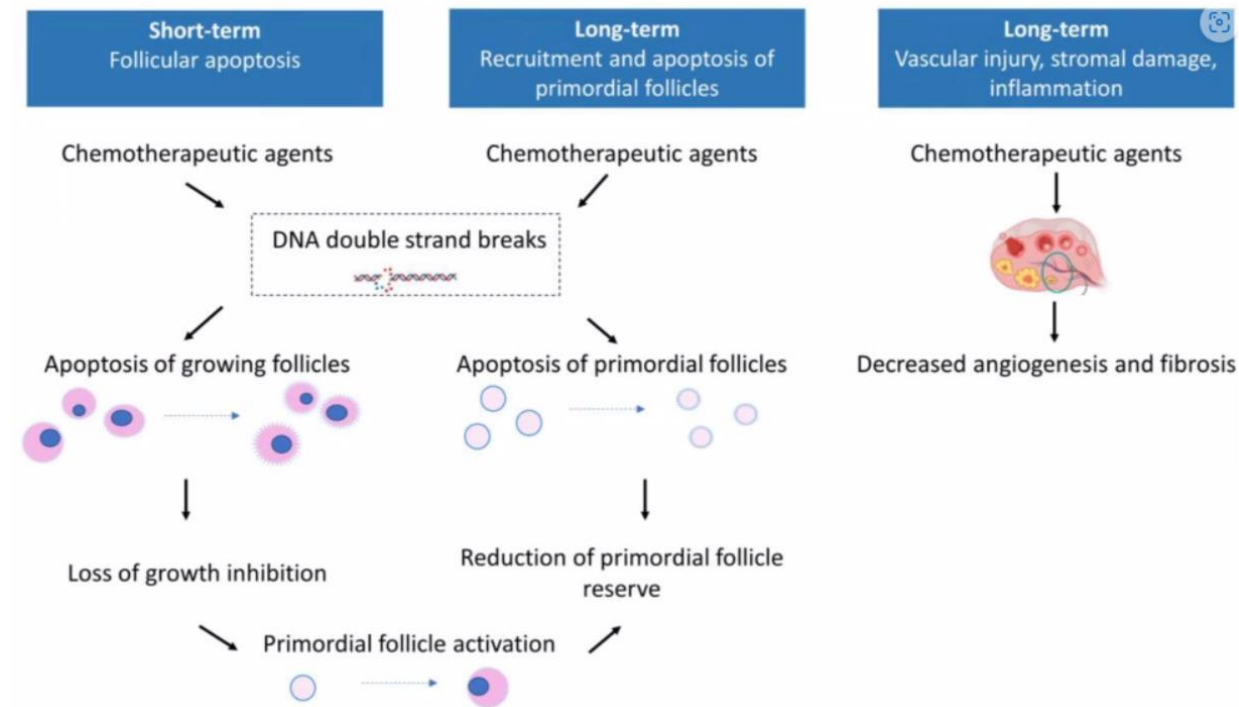 Short-term
Follicular apoptosis
Long-term
Recruitment and apoptosis of
primordial follicles
Long-term
Vascular injury, stromal damage,
inflammation
Chemotherapeutic agents
Chemotherapeutic agents
Chemotherapeutic agents
DNA double strand breaks
Apoptosis of growing follicles
Apoptosis of primordial follicles
Decreased angiogenesis and fibrosis
Loss of growth inhibition
Reduction of primordial follicle
reserve
Primordial follicle activation